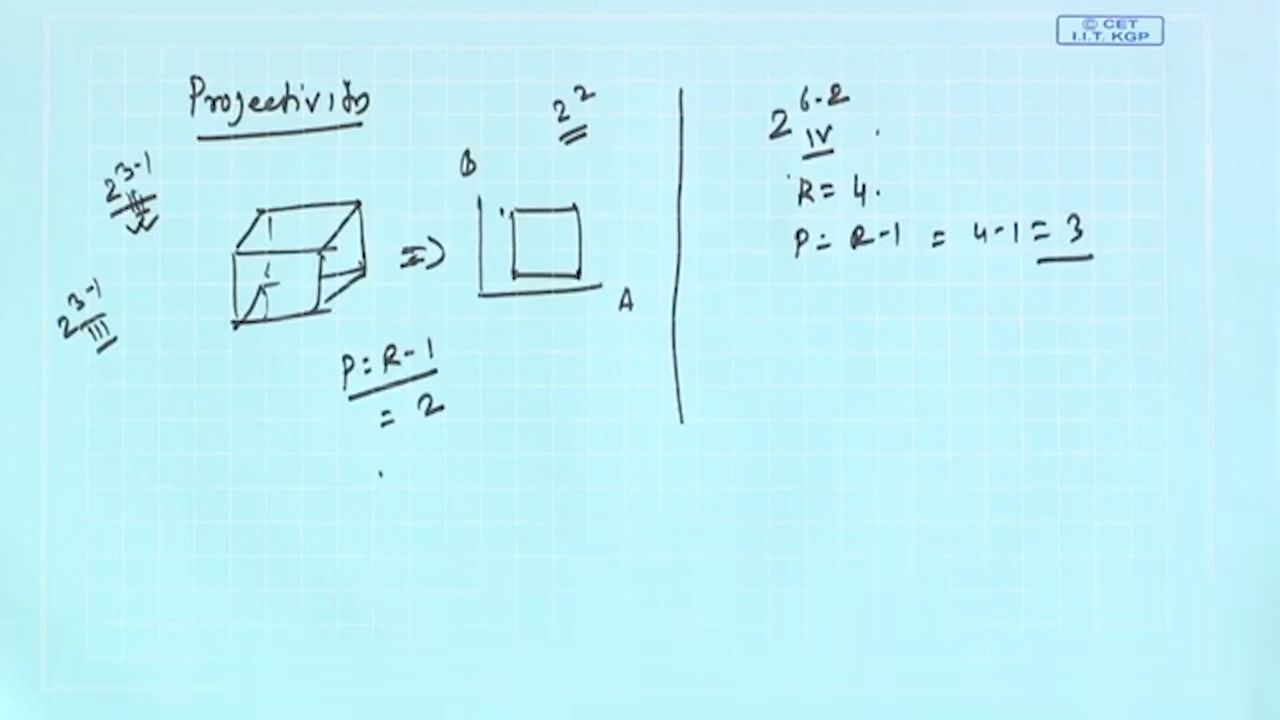 © CET
I.I.T. KGP
Projectivity
2^2
2^{3-1}
B
A
2^{3-1}_{III}
P = R - 1
= 2
2^{6-2}_{IV}
R = 4.
P = R - 1 = 4 - 1 = 3